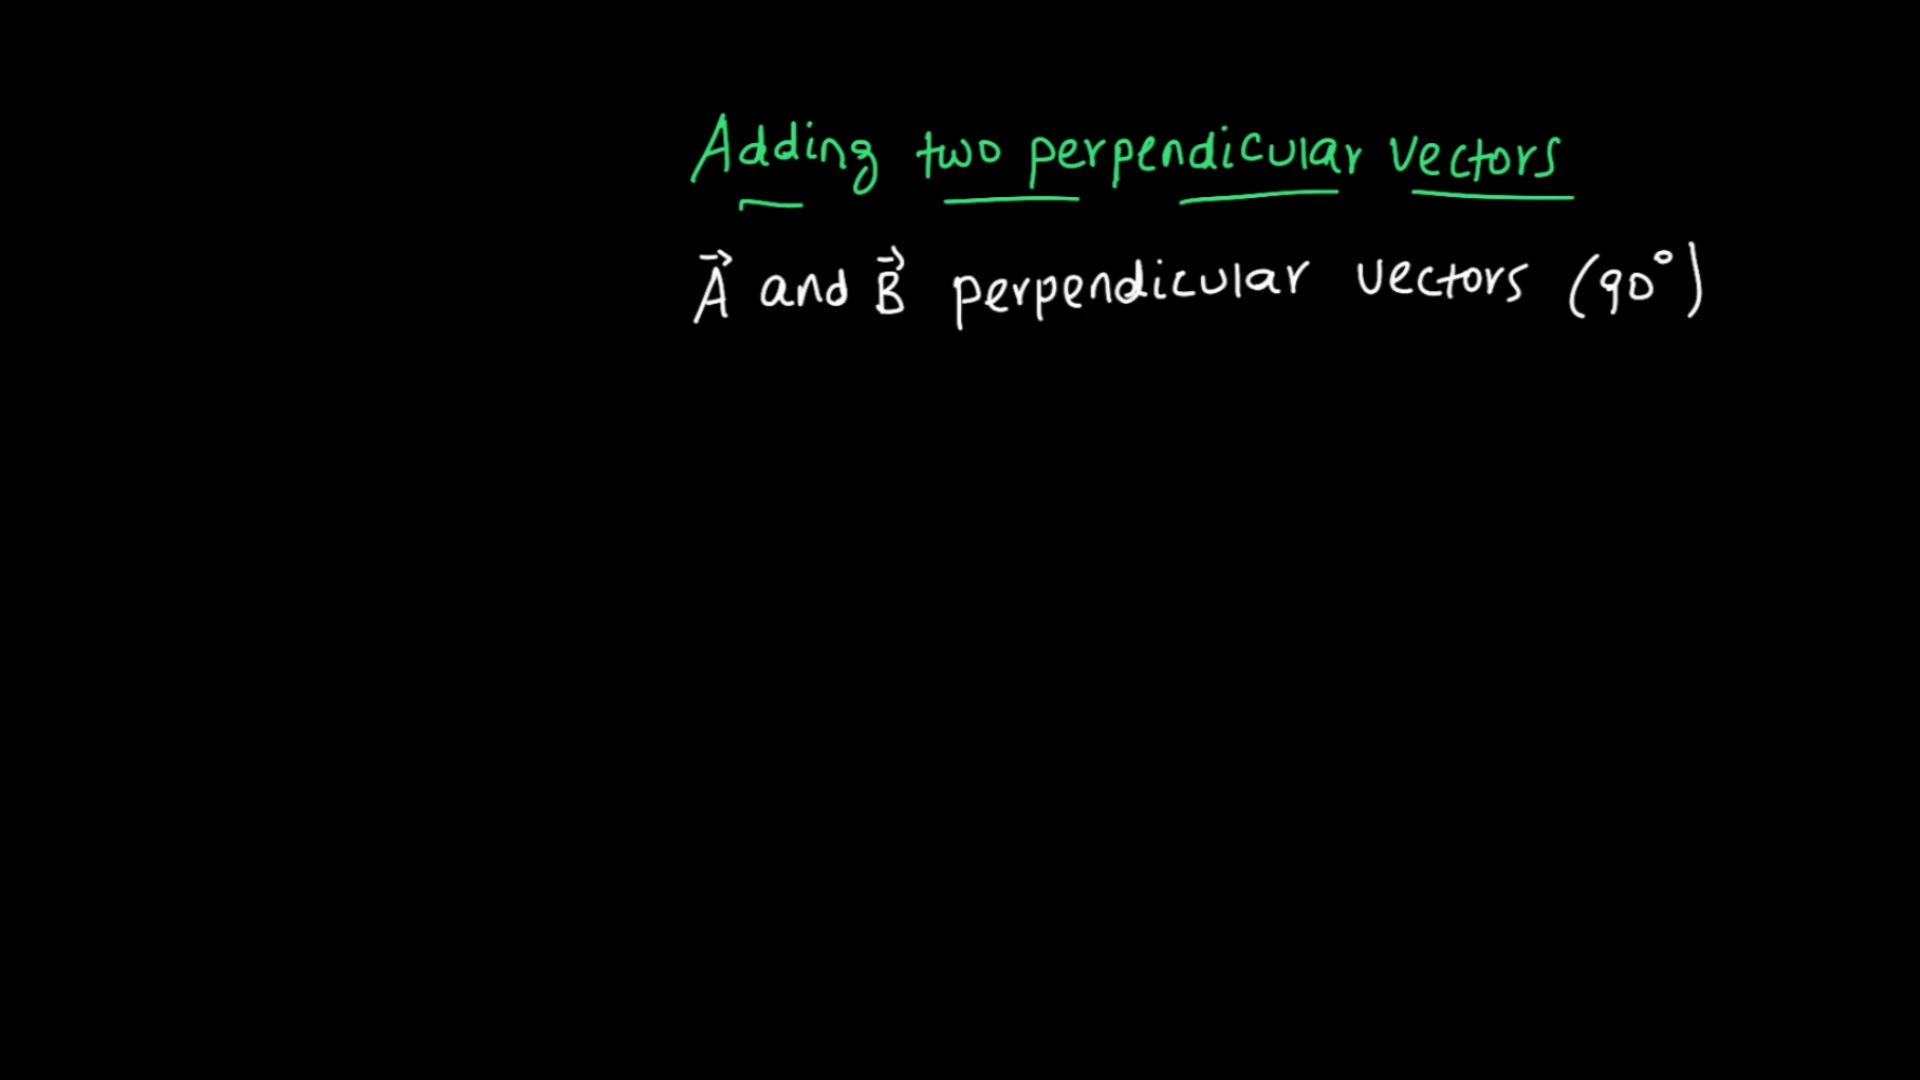 Adding two perpendicular vectors
A⃗ and B⃗ perpendicular vectors (90°)